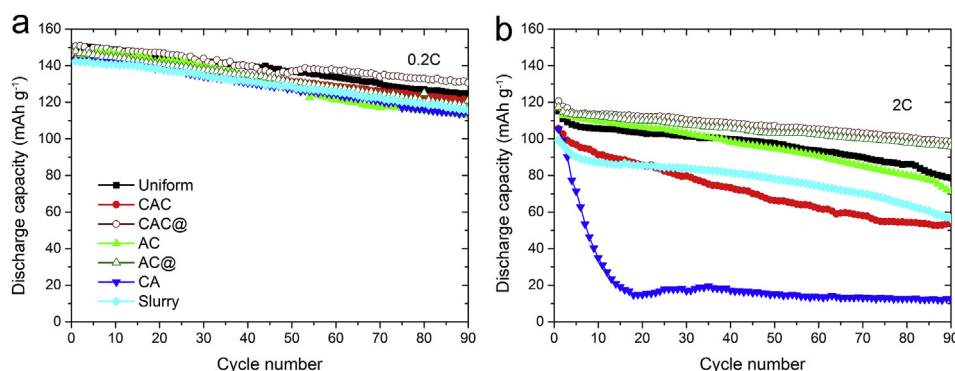 a
160
140
120
100
80
60
40
20
0
Discharge capacity (mAh g⁻¹)
0.2C
Uniform
CAC
CAC@
AC
AC@
CA
Slurry
0 10 20 30 40 50 60 70 80 90
Cycle number
b
160
140
120
100
80
60
40
20
0
Discharge capacity (mAh g⁻¹)
2C
0 10 20 30 40 50 60 70 80 90
Cycle number